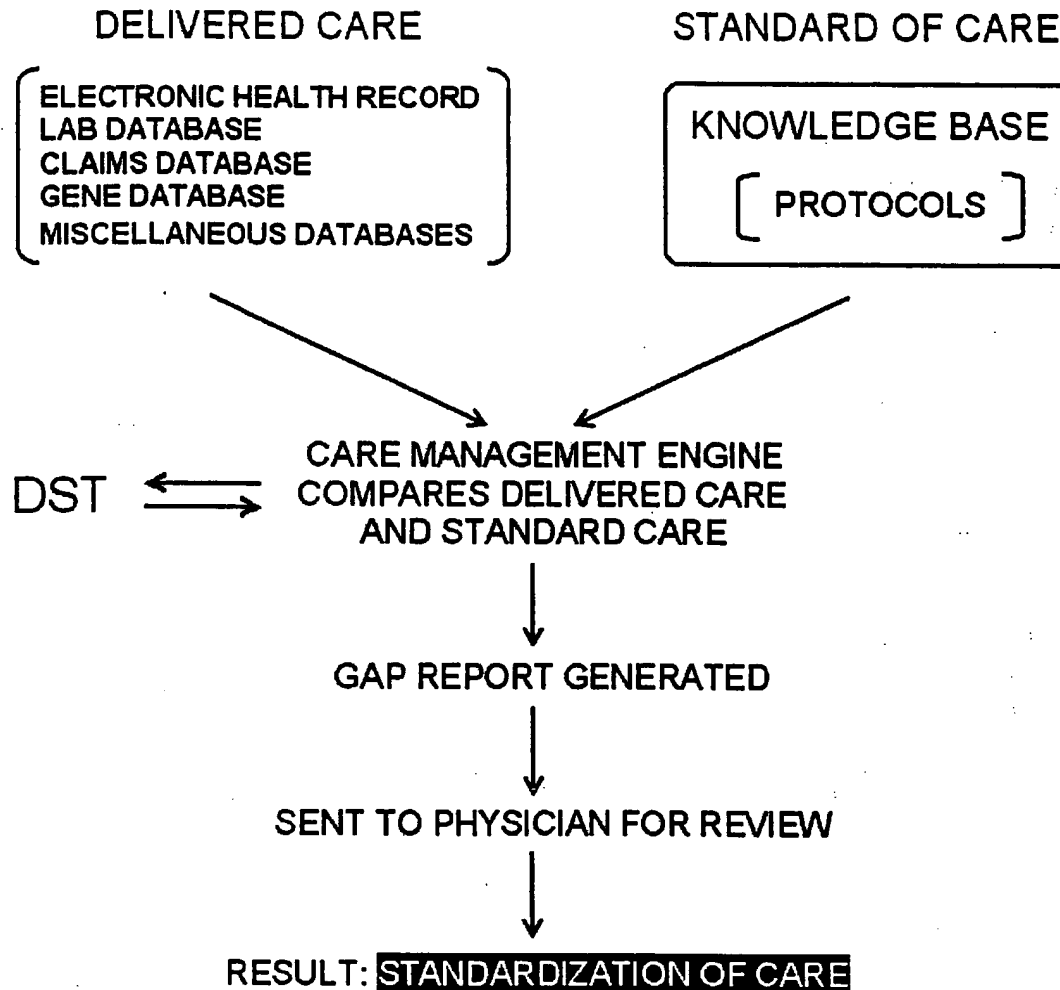 DELIVERED CARE
ELECTRONIC HEALTH RECORD
LAB DATABASE
CLAIMS DATABASE
GENE DATABASE
MISCELLANEOUS DATABASES
STANDARD OF CARE
KNOWLEDGE BASE
PROTOCOLS
DST
CARE MANAGEMENT ENGINE
COMPARES DELIVERED CARE
AND STANDARD CARE
GAP REPORT GENERATED
SENT TO PHYSICIAN FOR REVIEW
RESULT: STANDARDIZATION OF CARE